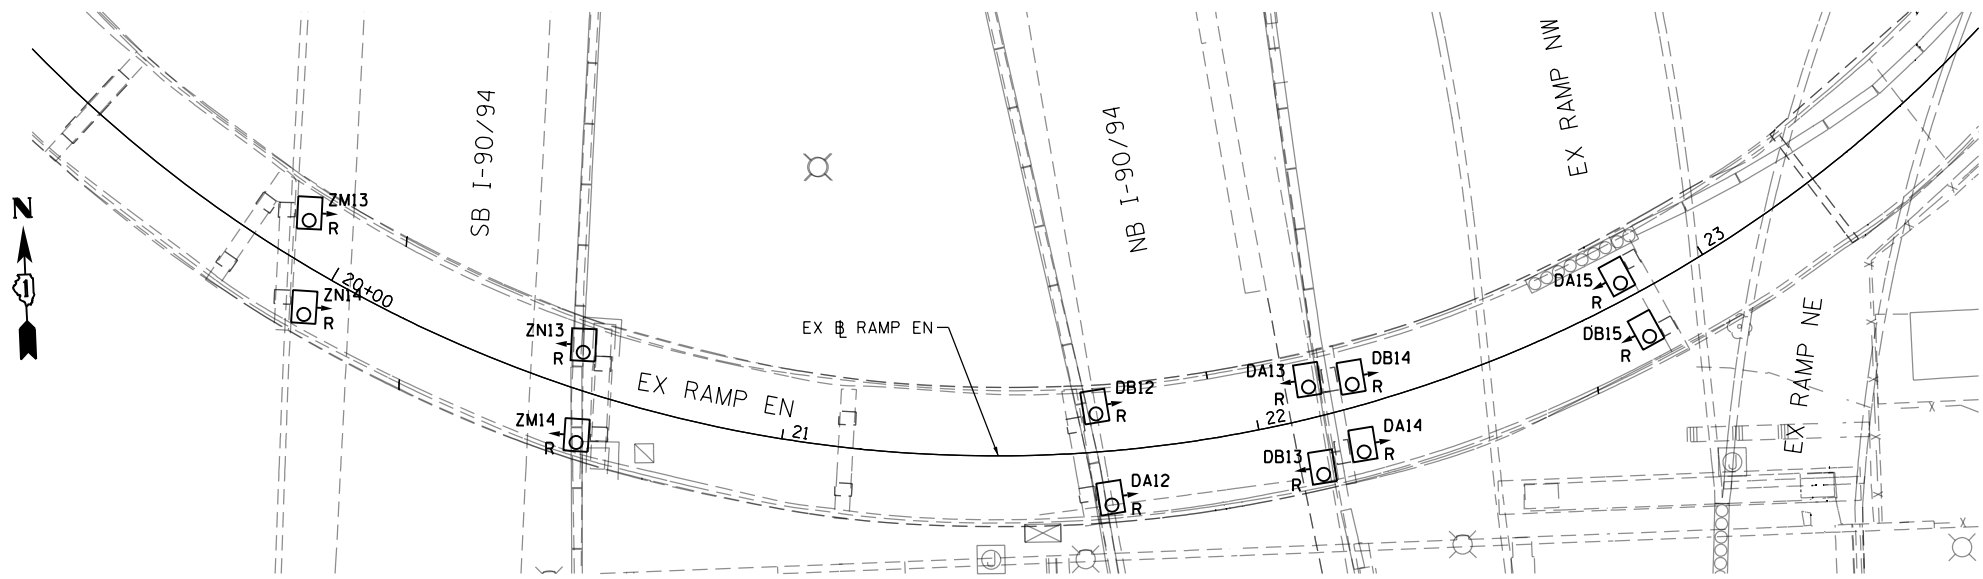 N
1
SB I-90/94
NB I-90/94
EX RAMP NW
ZM13
R
20+00
ZN14
R
ZN13
R
EX RAMP EN
ZM14
R
21
EX BL RAMP EN
DB12
R
DA12
R
DA13
R
DB14
R
22
DA14
R
DB13
R
DA15
R
DB15
R
23
EX RAMP NE
X
X
X
X
X
X
X